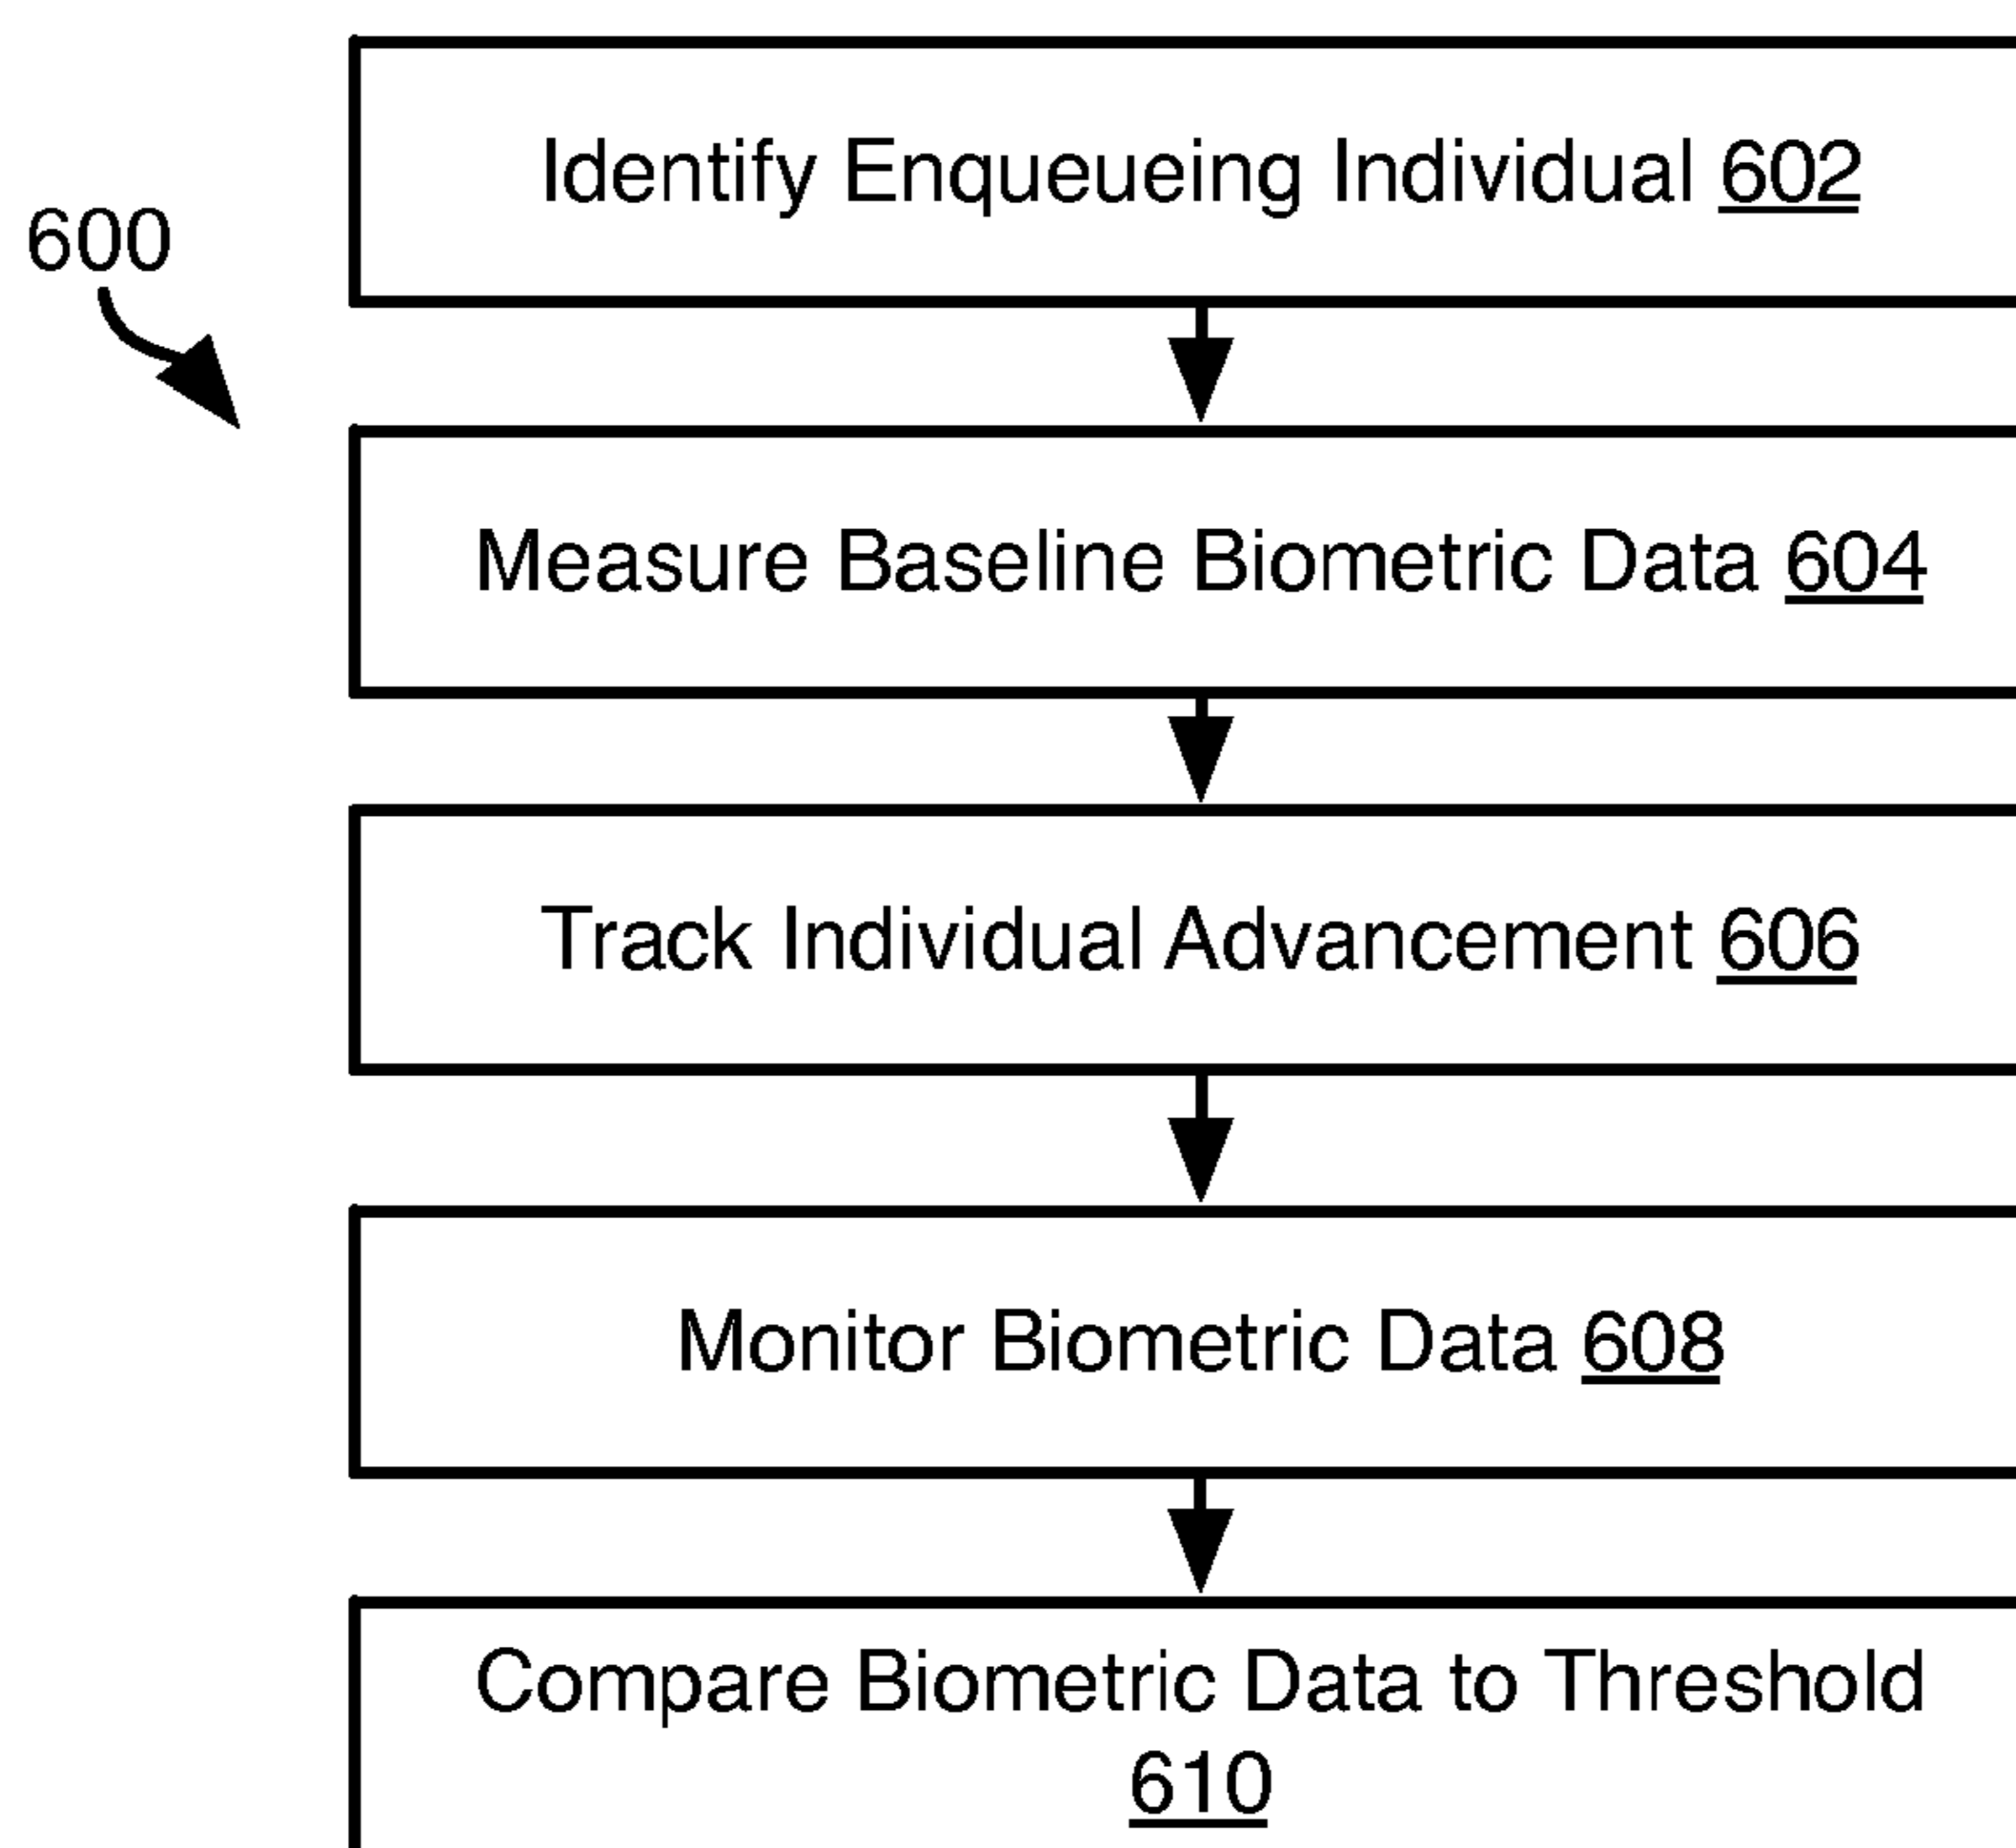 Identify Enqueueing Individual 602
600
Measure Baseline Biometric Data 604
Track Individual Advancement 606
Monitor Biometric Data 608
Compare Biometric Data to Threshold
610